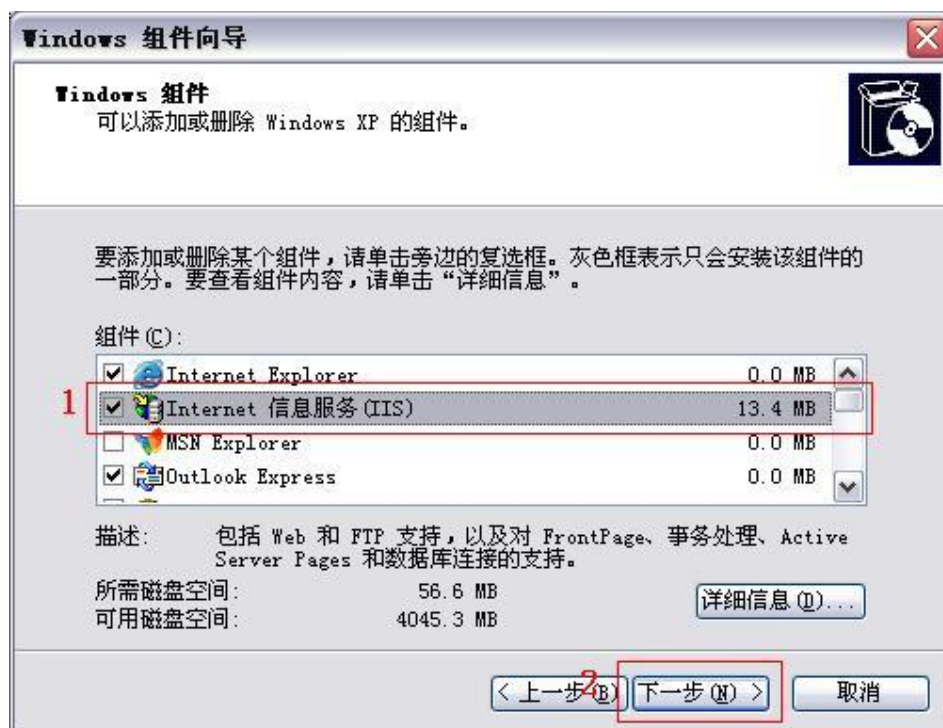 Windows 组件向导
Windows 组件
可以添加或删除 Windows XP 的组件。
要添加或删除某个组件,请单击旁边的复选框。灰色框表示只会安装该组件的
一部分。要查看组件内容,请单击“详细信息”。
组件(C):
Internet Explorer 0.0 MB
1 Internet 信息服务(IIS) 13.4 MB
MSN Explorer 0.0 MB
Outlook Express 0.0 MB
描述: 包括 Web 和 FTP 支持,以及对 FrontPage、事务处理、Active
Server Pages 和数据库连接的支持。
所需磁盘空间: 56.6 MB
可用磁盘空间: 4045.3 MB
详细信息(D)...
< 上一步(B) 2 下一步(N) > 取消